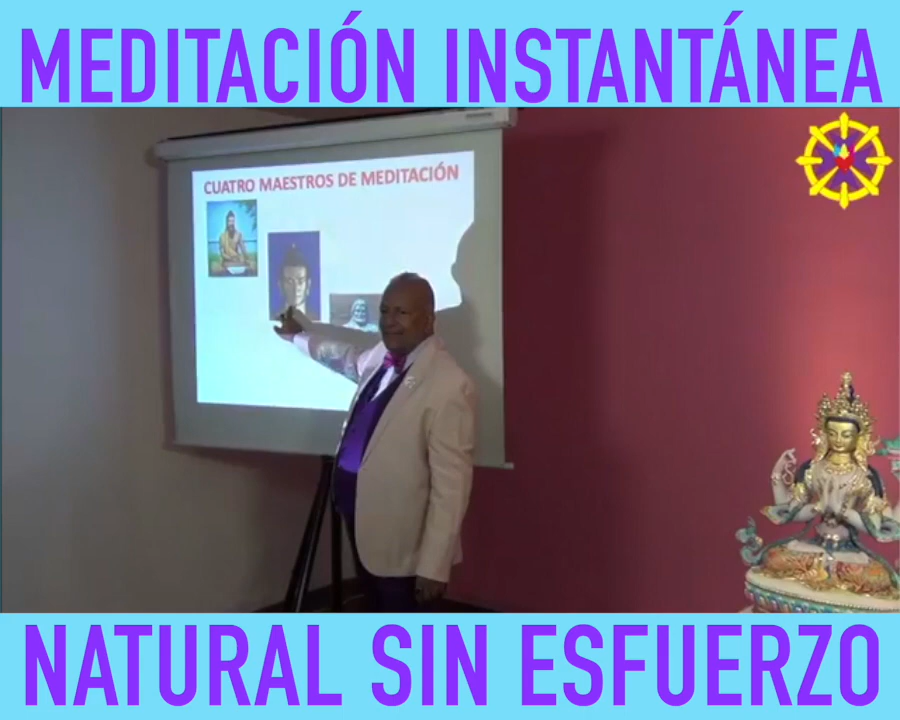 MEDITACIÓN INSTANTÁNEA
CUATRO MAESTROS DE MEDITACIÓN
NATURAL SIN ESFUERZO